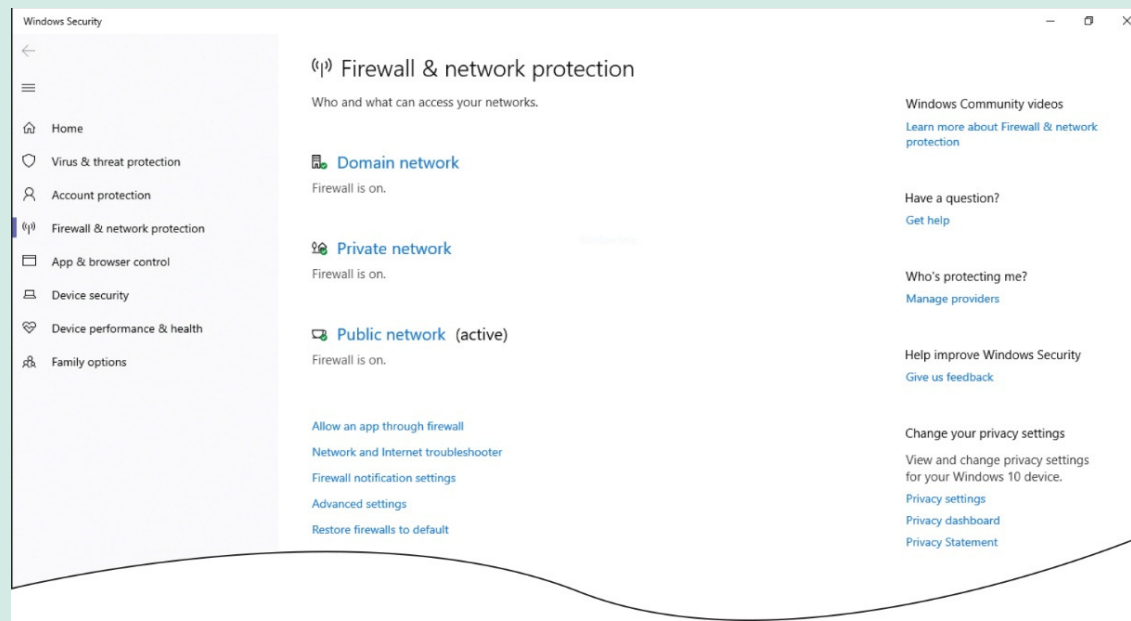 Windows Security
Home
Virus & threat protection
Account protection
Firewall & network protection
App & browser control
Device security
Device performance & health
Family options
Firewall & network protection
Who and what can access your networks.
Domain network
Firewall is on.
Private network
Firewall is on.
Public network (active)
Firewall is on.
Allow an app through firewall
Network and Internet troubleshooter
Firewall notification settings
Advanced settings
Restore firewalls to default
Windows Community videos
Learn more about Firewall & network
protection
Have a question?
Get help
Who's protecting me?
Manage providers
Help improve Windows Security
Give us feedback
Change your privacy settings
View and change privacy settings
for your Windows 10 device.
Privacy settings
Privacy dashboard
Privacy Statement